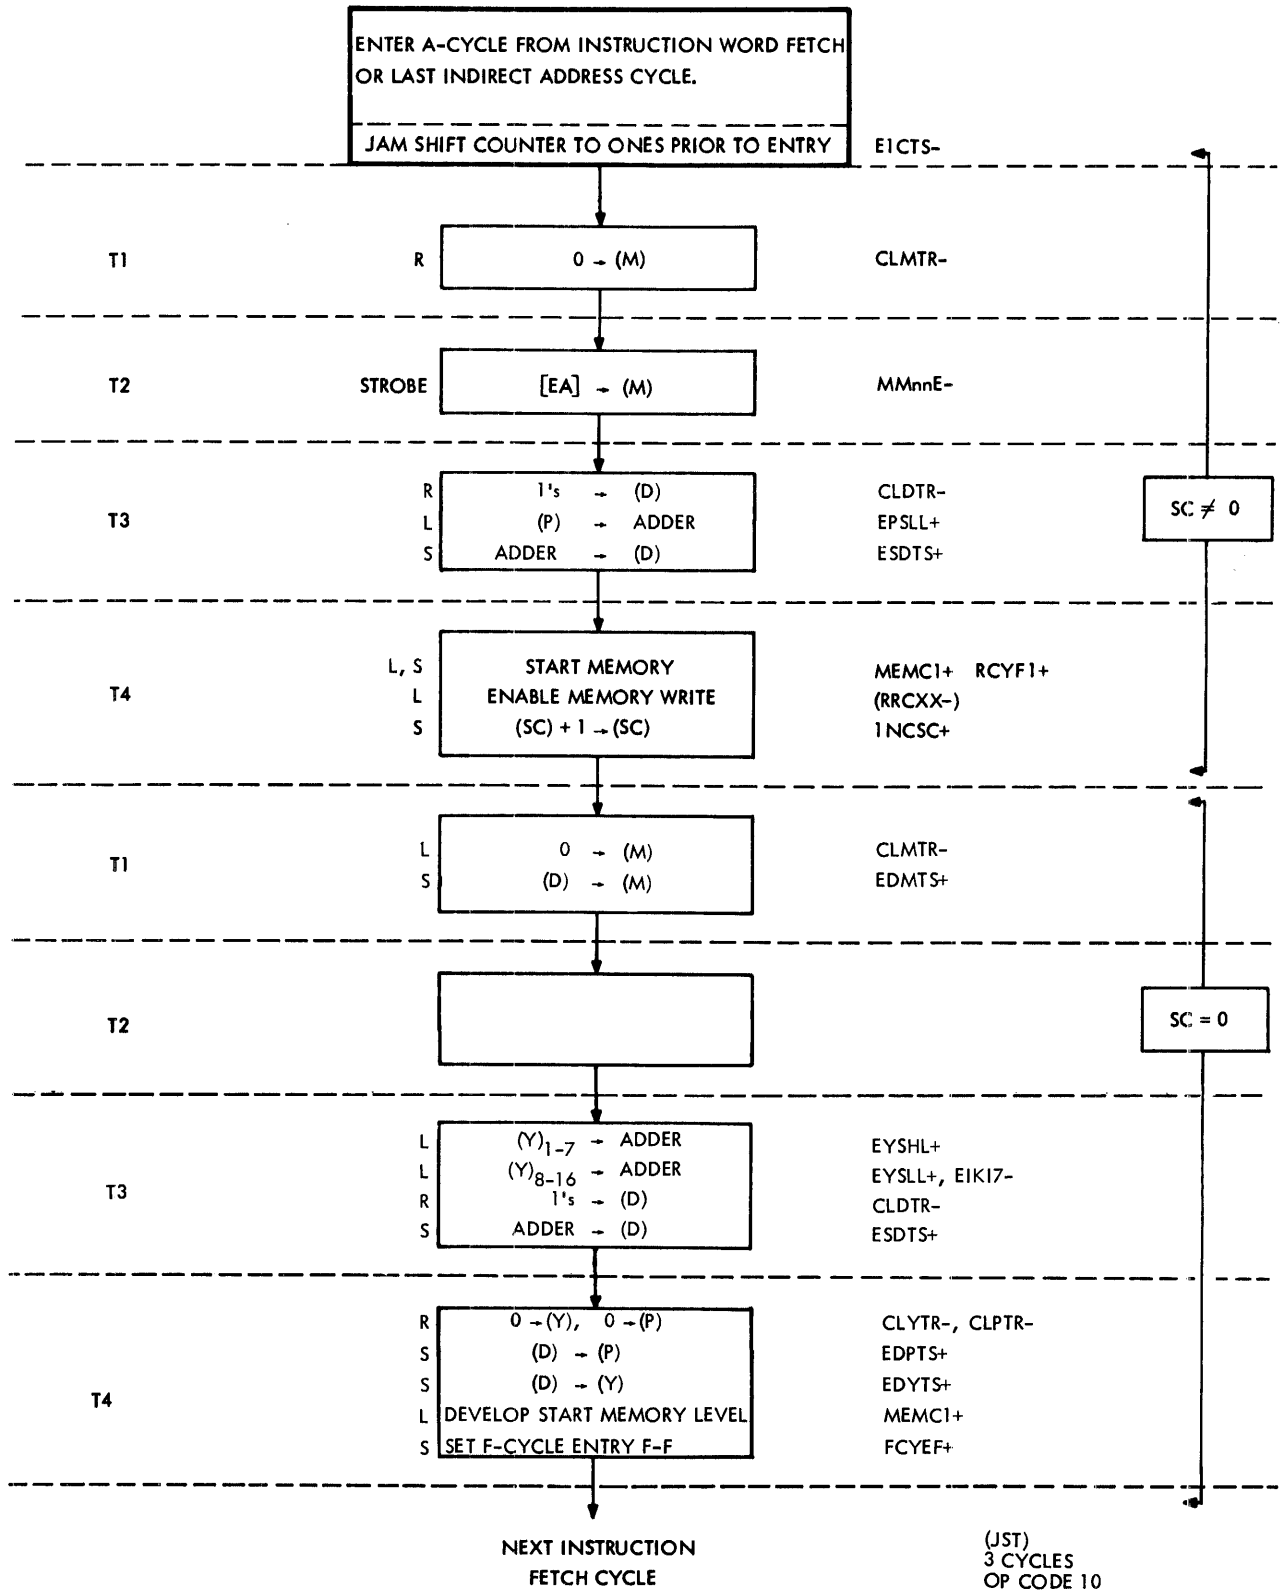 ENTER A-CYCLE FROM INSTRUCTION WORD FETCH
OR LAST INDIRECT ADDRESS CYCLE.
JAM SHIFT COUNTER TO ONES PRIOR TO ENTRY E1CTS-
T1 R 0 → (M) CLMTR-
T2 STROBE [EA] → (M) MMnnE-
R 1's → (D) CLDTR-
T3 L (P) → ADDER EPSLL+
S ADDER → (D) ESDTS+
SC ≠ 0
L, S START MEMORY MEMC1+ RCYF1+
T4 L ENABLE MEMORY WRITE (RRCXX-)
S (SC) + 1 → (SC) 1NCSC+
T1 L 0 → (M) CLMTR-
S (D) → (M) EDMTS+
T2
SC = 0
L (Y)1-7 → ADDER EYSHL+
L (Y)8-16 → ADDER EYSLL+, EIKI7-
T3 R 1's → (D) CLDTR-
S ADDER → (D) ESDTS+
R 0 → (Y), 0 → (P) CLYTR-, CLPTR-
S (D) → (P) EDPTS+
S (D) → (Y) EDYTS+
T4 L DEVELOP START MEMORY LEVEL MEMC1+
S SET F-CYCLE ENTRY F-F FCYEF+
NEXT INSTRUCTION
FETCH CYCLE
(JST)
3 CYCLES
OP CODE 10